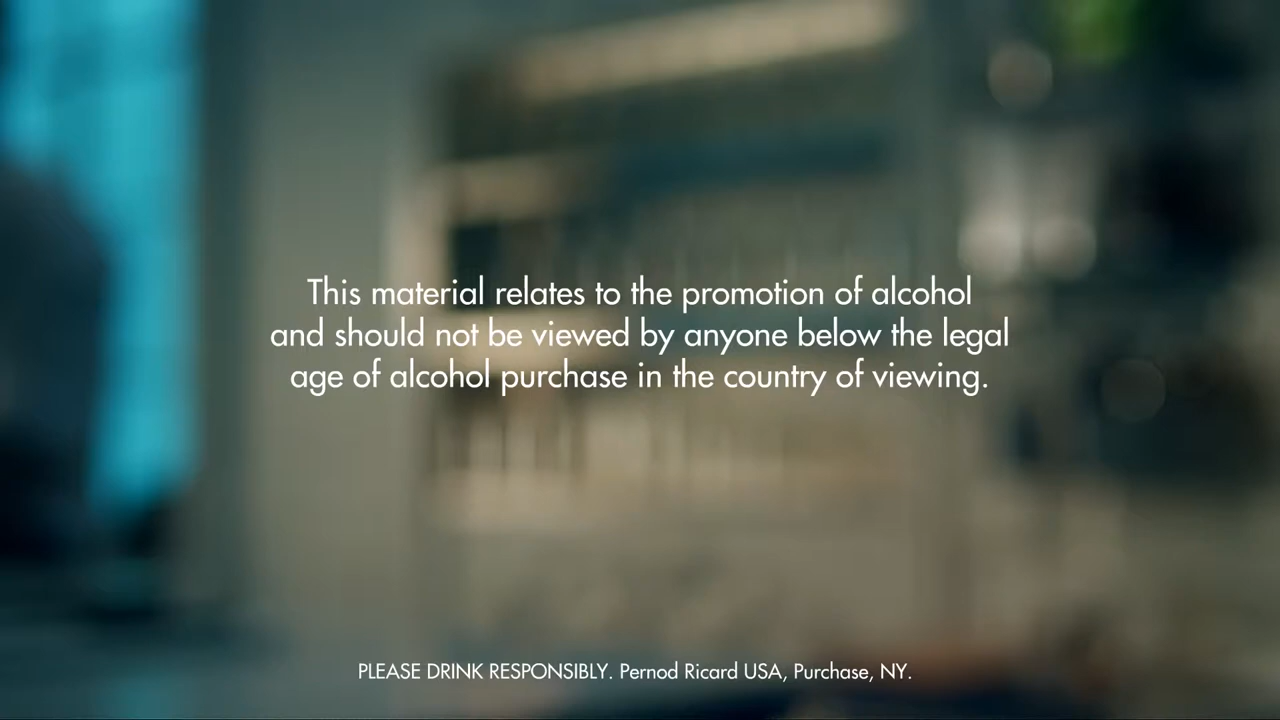 This material relates to the promotion of alcohol
and should not be viewed by anyone below the legal
age of alcohol purchase in the country of viewing.
PLEASE DRINK RESPONSIBLY. Pernod Ricard USA, Purchase, NY.